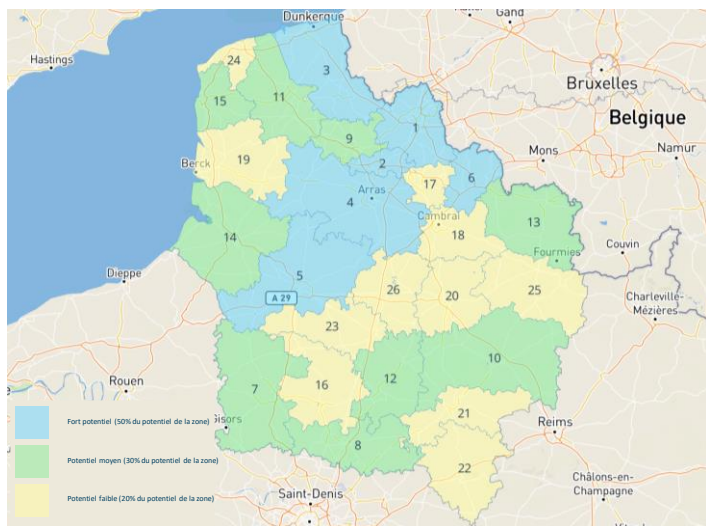 Dunkerque
Gand
Hastings
24
3
Bruxelles
15
11
1
Belgique
9
2
19
Mons
Namur
Berck
17
6
4
Arras
Cambrai
13
14
18
Fourmies
Couvin
Dieppe
5
A 29
26
20
25
Charleville-
Mézières
23
10
Rouen
7
16
12
21
Reims
Fort potentiel (50% du potentiel de la zone)
Gisors
8
Potentiel moyen (30% du potentiel de la zone)
22
Châlons-en-
Champagne
Potentiel faible (20% du potentiel de la zone)
Saint-Denis